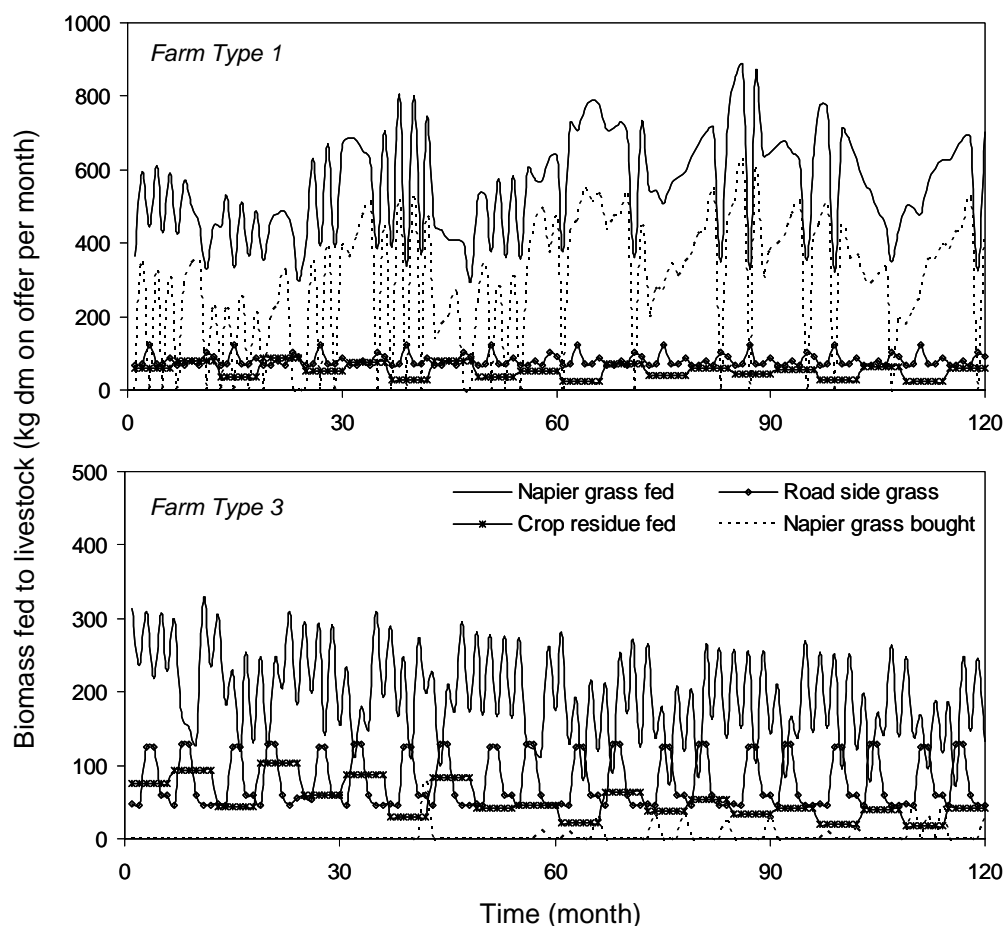 Biomass fed to livestock (kg dm on offer per month)
1000
800
600
400
200
0
Farm Type 1
0
30
60
90
120
500
400
300
200
100
0
Farm Type 3
Napier grass fed
Road side grass
Crop residue fed
Napier grass bought
0
30
60
90
120
Time (month)